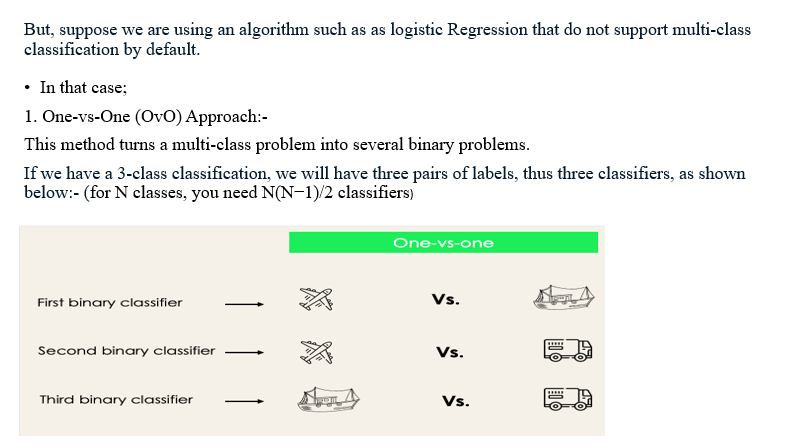 But, suppose we are using an algorithm such as as logistic Regression that do not support multi-class
classification by default.
• In that case;
1. One-vs-One (OvO) Approach:-
This method turns a multi-class problem into several binary problems.
If we have a 3-class classification, we will have three pairs of labels, thus three classifiers, as shown
below:- (for N classes, you need N(N−1)/2 classifiers)
One-vs-one
First binary classifier Vs.
Second binary classifier Vs.
Third binary classifier Vs.